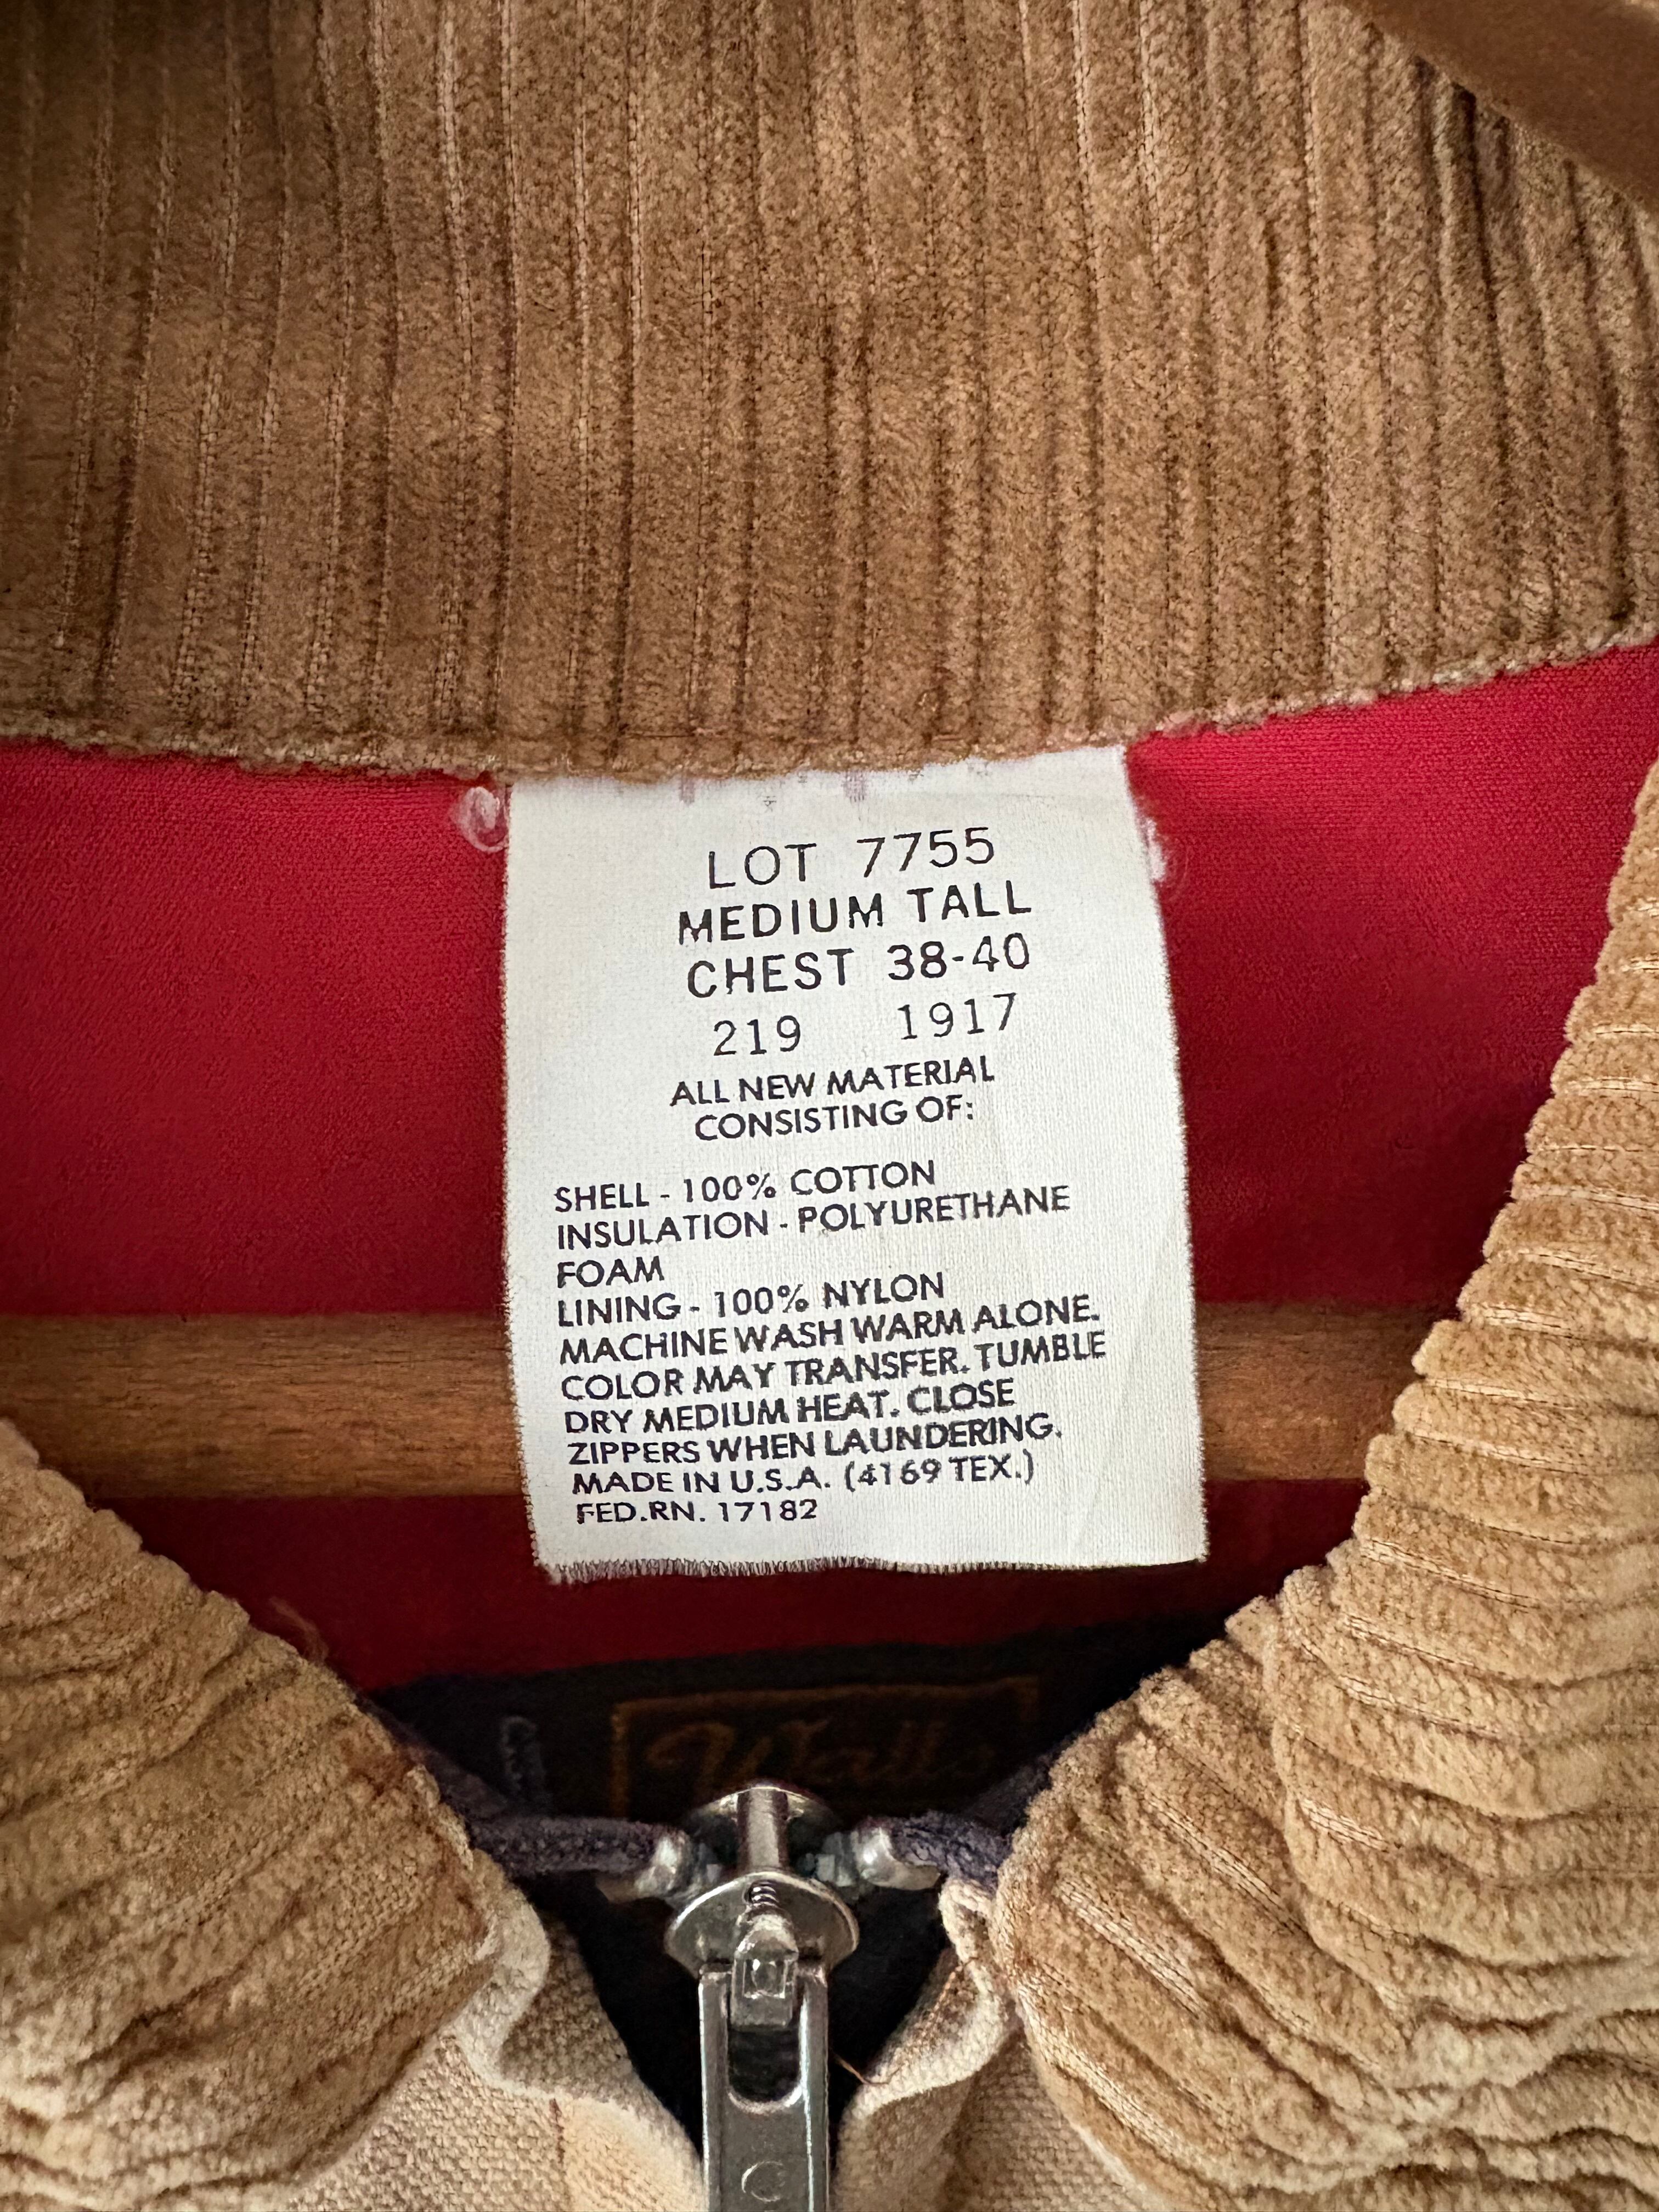 LOT 7755
MEDIUM TALL
CHEST 38-40
219 1917
ALL NEW MATERIAL
CONSISTING OF:
SHELL - 100% COTTON
INSULATION - POLYURETHANE
FOAM
LINING - 100% NYLON
MACHINE WASH WARM ALONE.
COLOR MAY TRANSFER. TUMBLE
DRY MEDIUM HEAT. CLOSE
ZIPPERS WHEN LAUNDERING.
MADE IN U.S.A. (4169 TEX.)
FED.RN. 17182
Walls